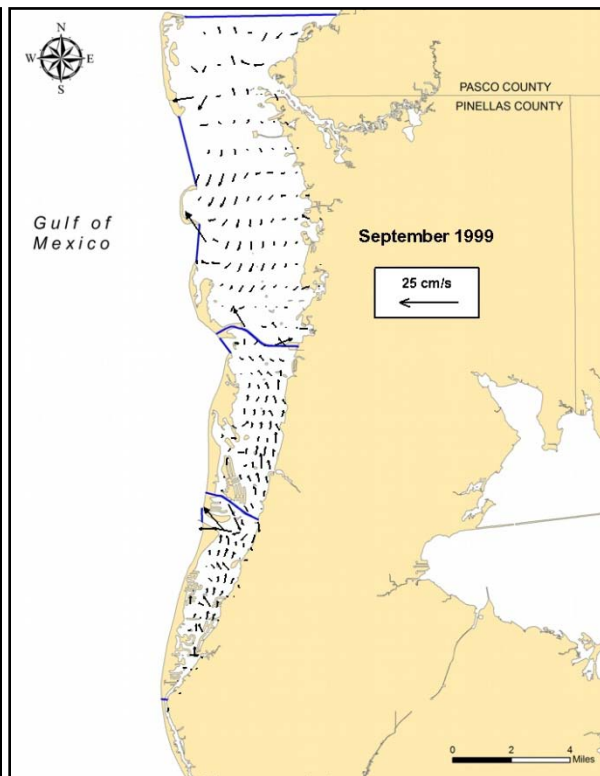 N
W E
S
PASCO COUNTY
PINELLAS COUNTY
Gulf of
Mexico
September 1999
25 cm/s
0 2 4
Miles